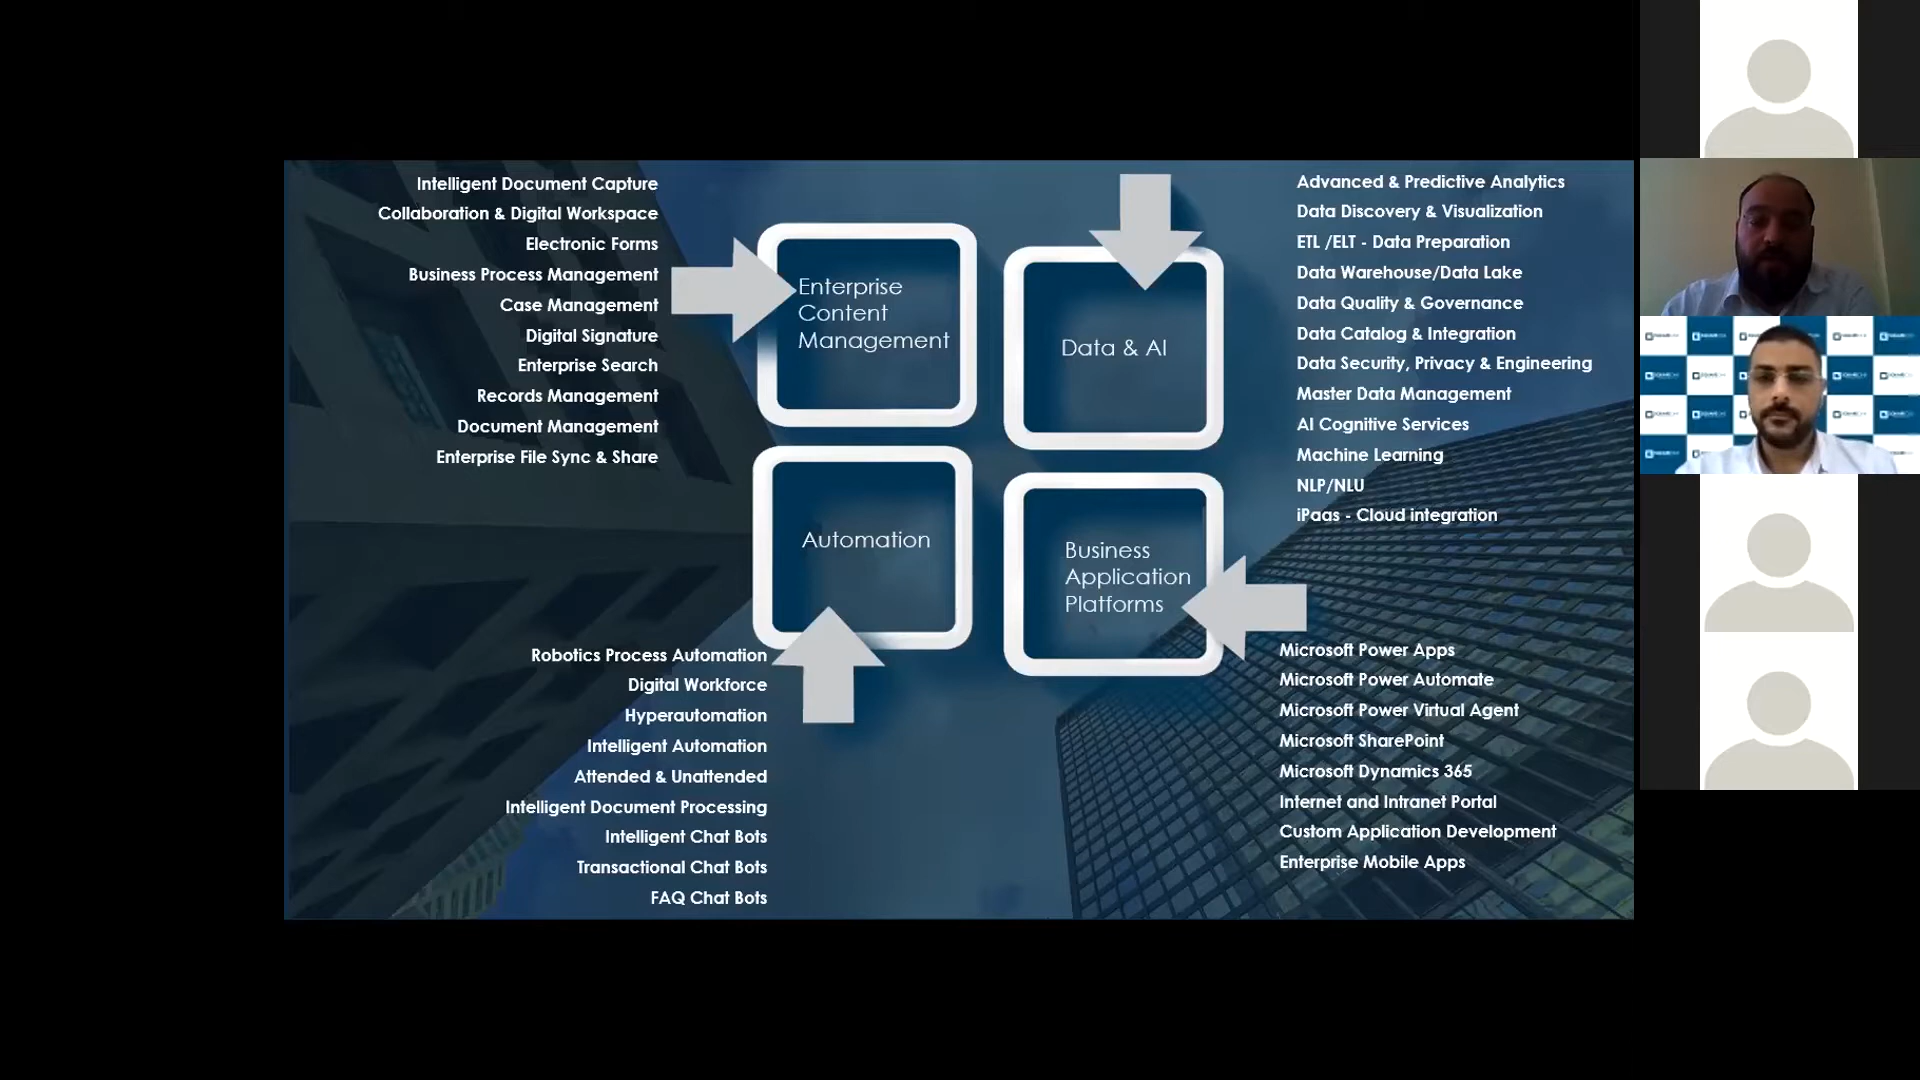 Intelligent Document Capture
Collaboration & Digital Workspace
Electronic Forms
Business Process Management
Case Management
Digital Signature
Enterprise Search
Records Management
Document Management
Enterprise File Sync & Share
Enterprise
Content
Management
Data & AI
Advanced & Predictive Analytics
Data Discovery & Visualization
ETL /ELT - Data Preparation
Data Warehouse/Data Lake
Data Quality & Governance
Data Catalog & Integration
Data Security, Privacy & Engineering
Master Data Management
AI Cognitive Services
Machine Learning
NLP/NLU
iPaas - Cloud integration
Automation
Robotics Process Automation
Digital Workforce
Hyperautomation
Intelligent Automation
Attended & Unattended
Intelligent Document Processing
Intelligent Chat Bots
Transactional Chat Bots
FAQ Chat Bots
Business
Application
Platforms
Microsoft Power Apps
Microsoft Power Automate
Microsoft Power Virtual Agent
Microsoft SharePoint
Microsoft Dynamics 365
Internet and Intranet Portal
Custom Application Development
Enterprise Mobile Apps